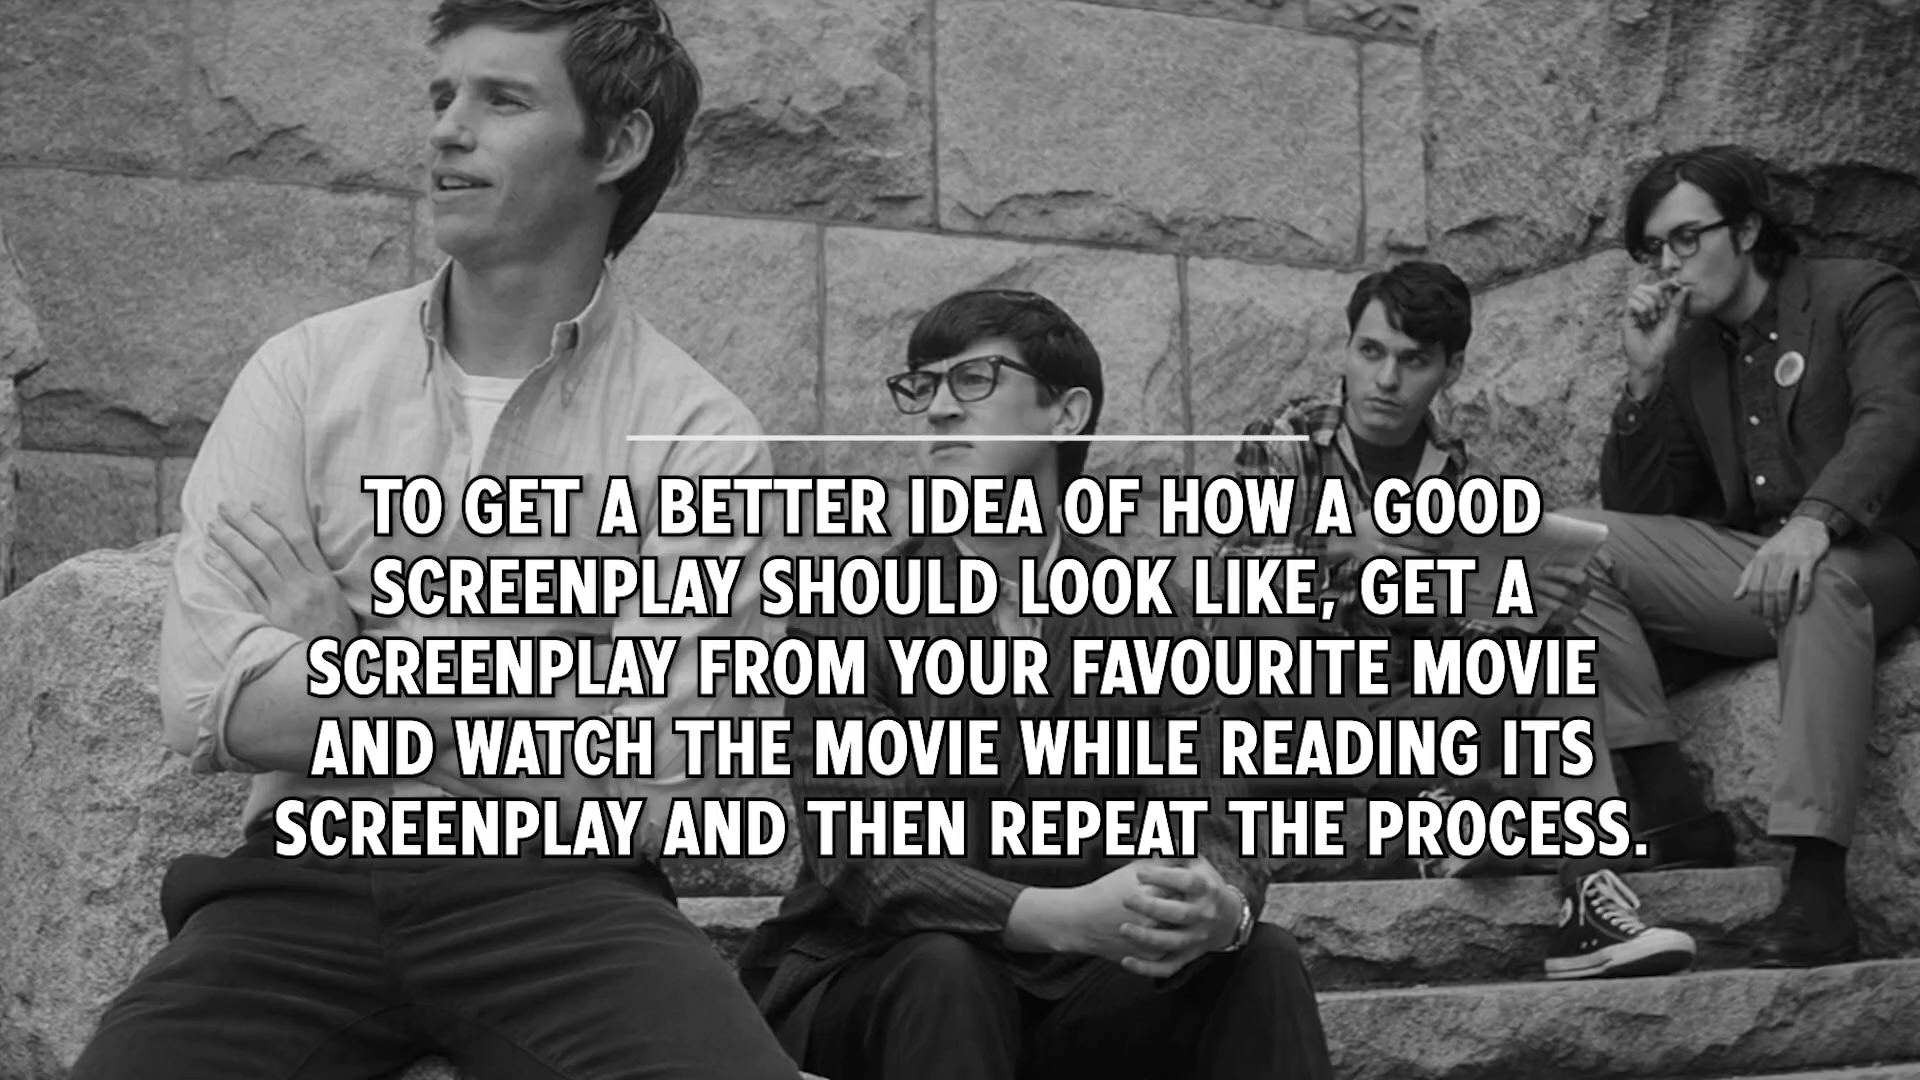 TO GET A BETTER IDEA OF HOW A GOOD
SCREENPLAY SHOULD LOOK LIKE, GET A
SCREENPLAY FROM YOUR FAVOURITE MOVIE
AND WATCH THE MOVIE WHILE READING ITS
SCREENPLAY AND THEN REPEAT THE PROCESS.